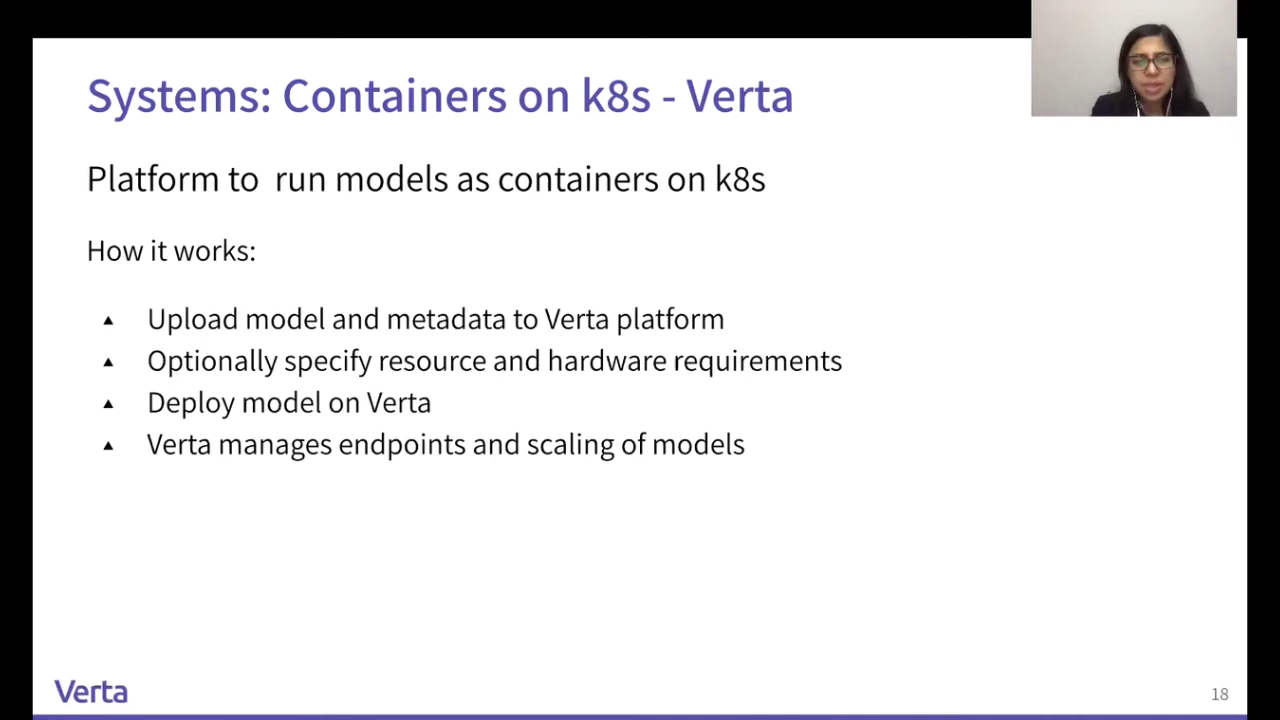 Systems: Containers on k8s - Verta
Platform to run models as containers on k8s
How it works:
Upload model and metadata to Verta platform
Optionally specify resource and hardware requirements
Deploy model on Verta
Verta manages endpoints and scaling of models
Verta
18